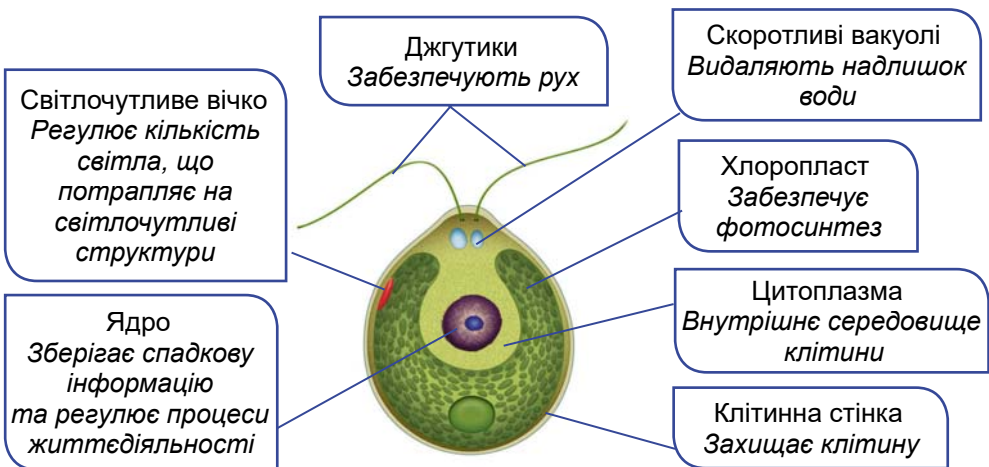 Джгутики
Забезпечують рух
Скоротливі вакуолі
Видаляють надлишок
води
Світлочутливе вічко
Регулює кількість
світла, що
потрапляє на
світлочутливі
структури
Хлоропласт
Забезпечує
фотосинтез
Ядро
Зберігає спадкову
інформацію
та регулює процеси
життєдіяльності
Цитоплазма
Внутрішнє середовище
клітини
Клітинна стінка
Захищає клітину